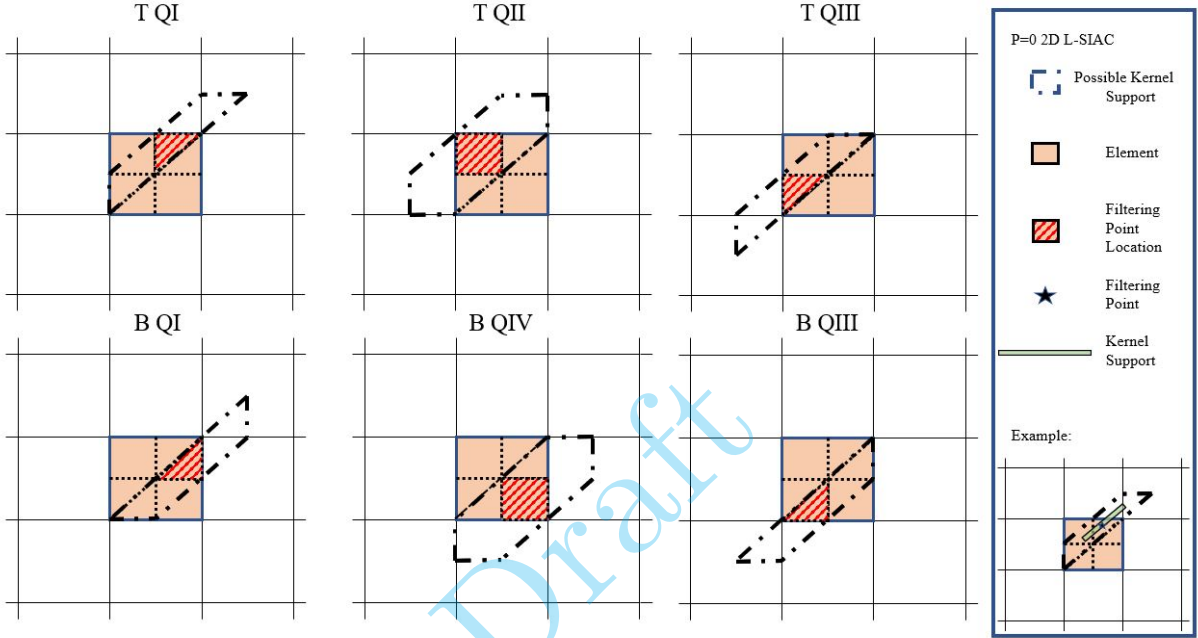 T QI
T QII
T QIII
B QI
B QIV
B QIII
P=0 2D L-SIAC
Possible Kernel
Support
Element
Filtering
Point
Location
Filtering
Point
Kernel
Support
Example:
Draft